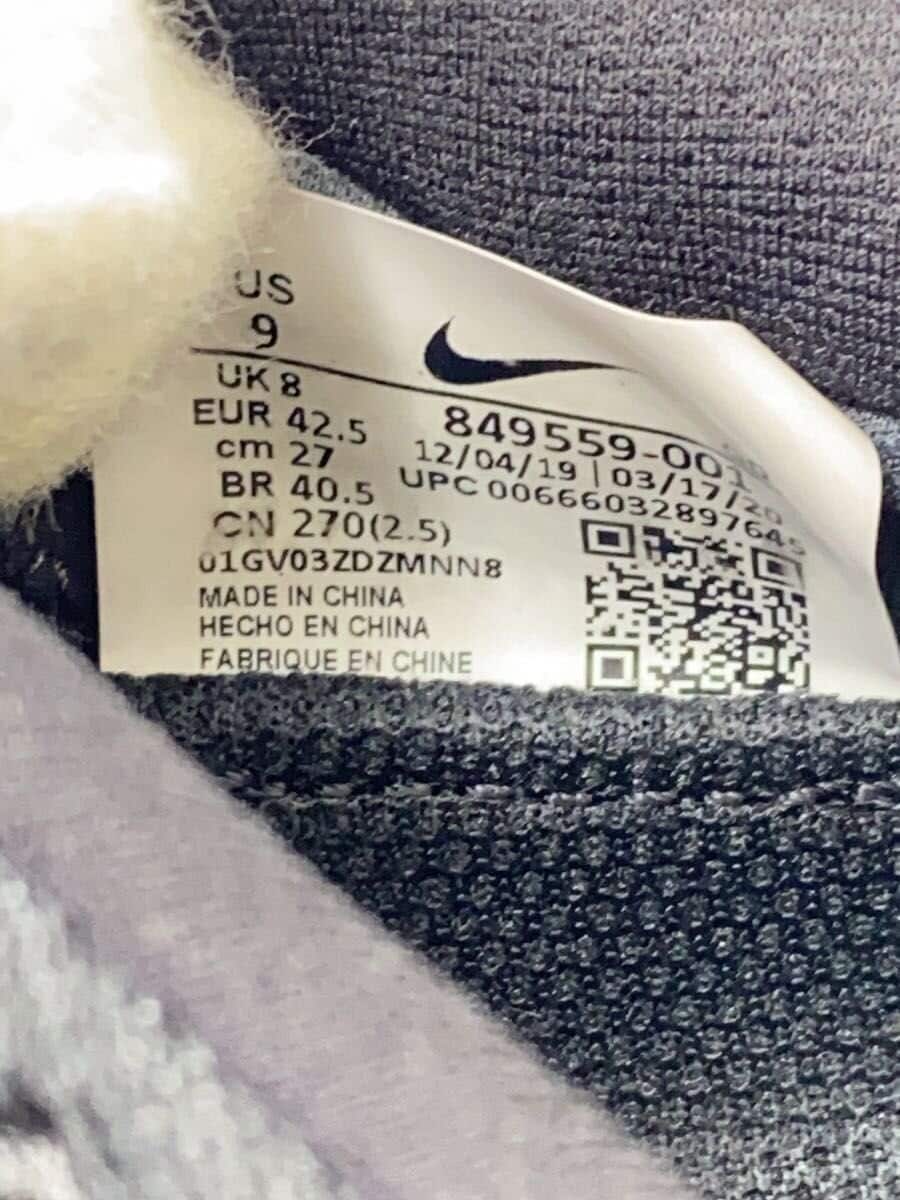 US
9
UK 8
EUR 42.5
cm 27
BR 40.5
CN 270(2.5)
849559-001
12/04/19 | 03/17/20
UPC 00666032897645
01GV03ZDZMNN8
MADE IN CHINA
HECHO EN CHINA
FABRIQUE EN CHINE